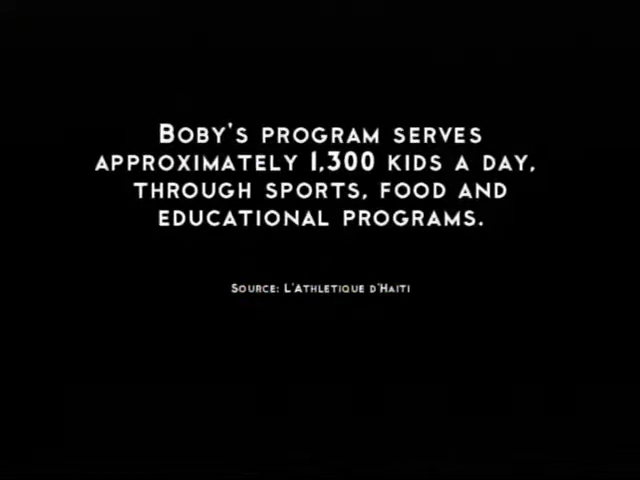 Boby's program serves
approximately 1,300 kids a day,
through sports, food and
educational programs.
Source: L'Athletique d'Haiti